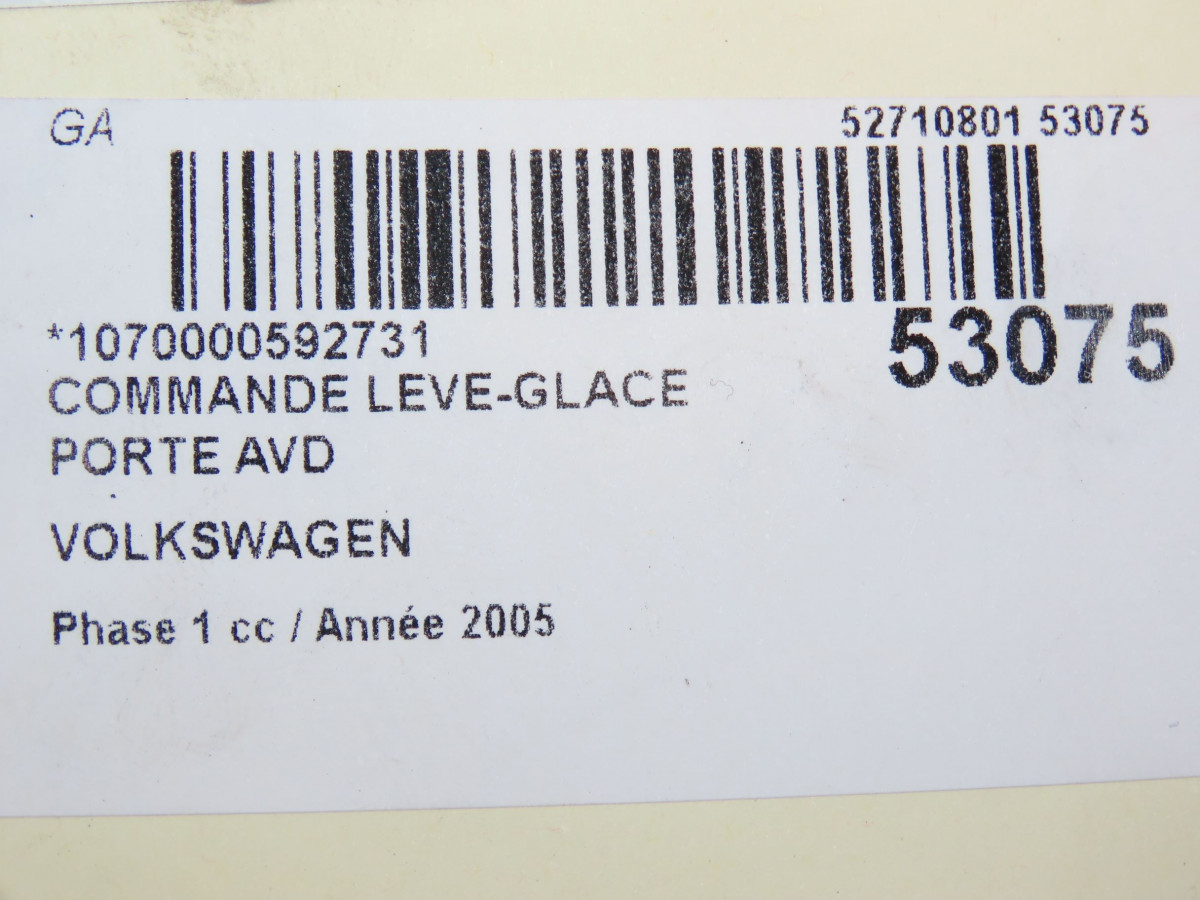 GA
52710801 53075
*1070000592731
53075
COMMANDE LEVE-GLACE
PORTE AVD
VOLKSWAGEN
Phase 1 cc / Année 2005